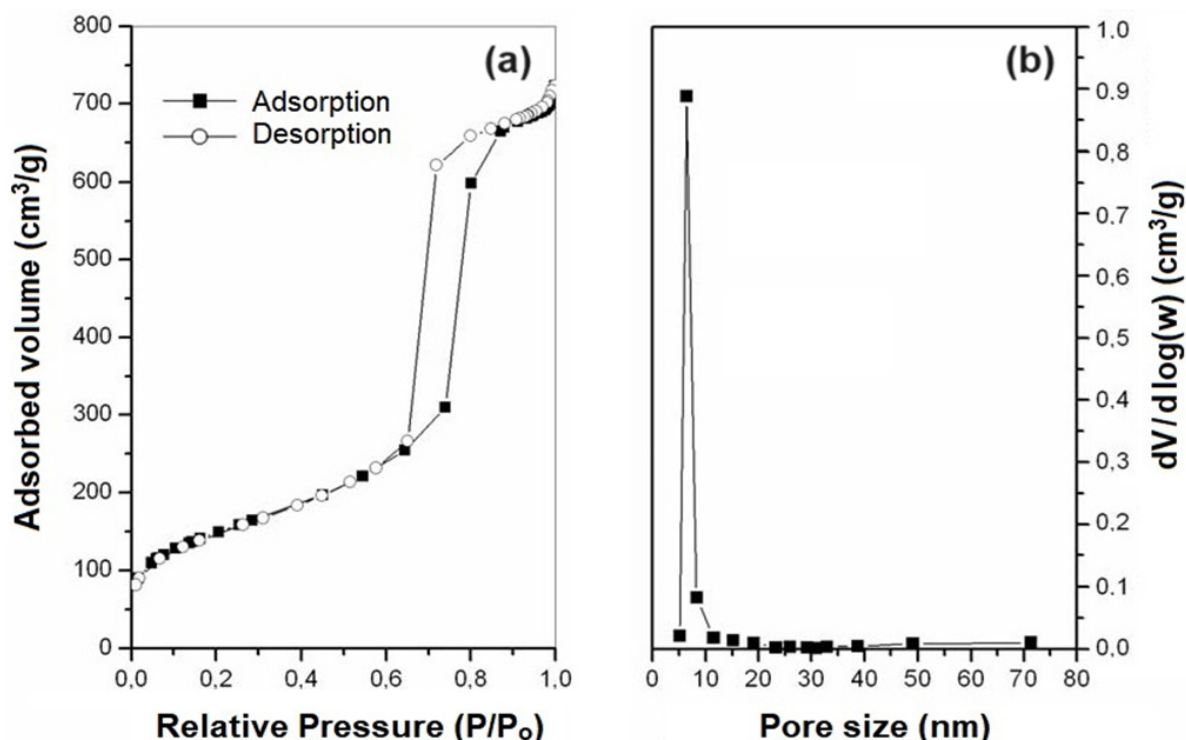 (a)
Adsorption
Desorption
800
700
600
500
400
300
200
100
0
Adsorbed volume (cm³/g)
0,0 0,2 0,4 0,6 0,8 1,0
Relative Pressure (P/Pₒ)
(b)
1.0
0,9
0,8
0,7
0,6
0,5
0,4
0,3
0,2
0,1
0,0
dV/d log(w) (cm³/g)
0 10 20 30 40 50 60 70 80
Pore size (nm)